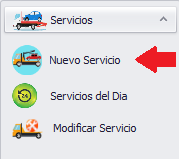 Servicios
Nuevo Servicio
Servicios del Dia
Modificar Servicio